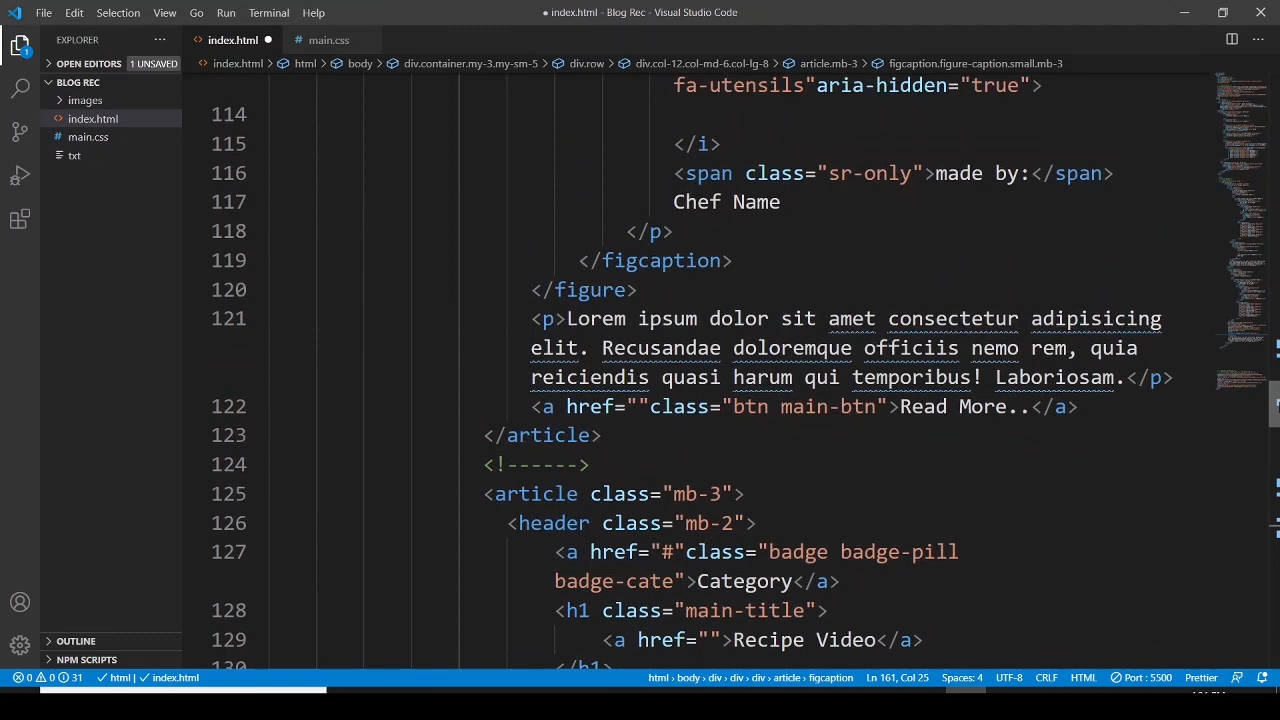 File Edit Selection View Go Run Terminal Help
● index.html - Blog Rec - Visual Studio Code
EXPLORER
index.html
main.css
OPEN EDITORS 1 UNSAVED
index.html > html > body > div.container.my-3.my-sm-5 > div.row > div.col-12.col-md-6.col-lg-8 > article.mb-3 > figcaption.figure-caption.small.mb-3
BLOG REC
images
index.html
main.css
txt
1
fa-utensils"aria-hidden="true">
114
115 </i>
116 <span class="sr-only">made by:</span>
117 Chef Name
118 </p>
119 </figcaption>
120 </figure>
121 <p>Lorem ipsum dolor sit amet consectetur adipisicing
elit. Recusandae doloremque officiis nemo rem, quia
reiciendis quasi harum qui temporibus! Laboriosam.</p>
122 <a href=""class="btn main-btn">Read More..</a>
123 </article>
124 <!------>
125 <article class="mb-3">
126 <header class="mb-2">
127 <a href="#"class="badge badge-pill
badge-cate">Category</a>
128 <h1 class="main-title">
129 <a href="">Recipe Video</a>
130 </h1>
OUTLINE
NPM SCRIPTS
0 0 31 html | index.html
html > body > div > div > article > figcaption Ln 161, Col 25 Spaces: 4 UTF-8 CRLF HTML Port : 5500 Prettier